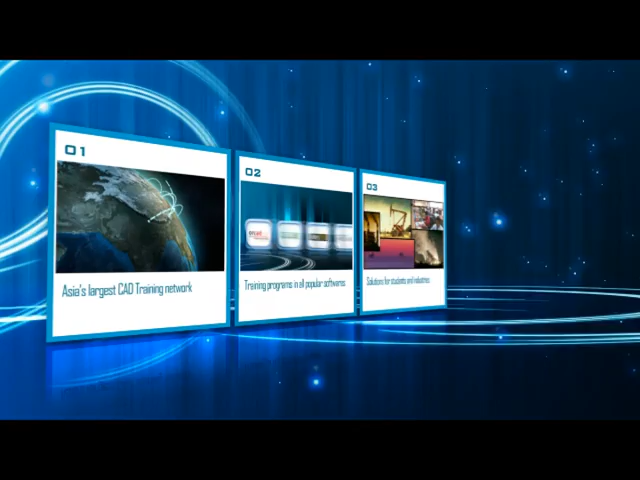 01
Asia's largest CAD Training network
02
Training programs in all popular softwares
03
Solutions for students and industries